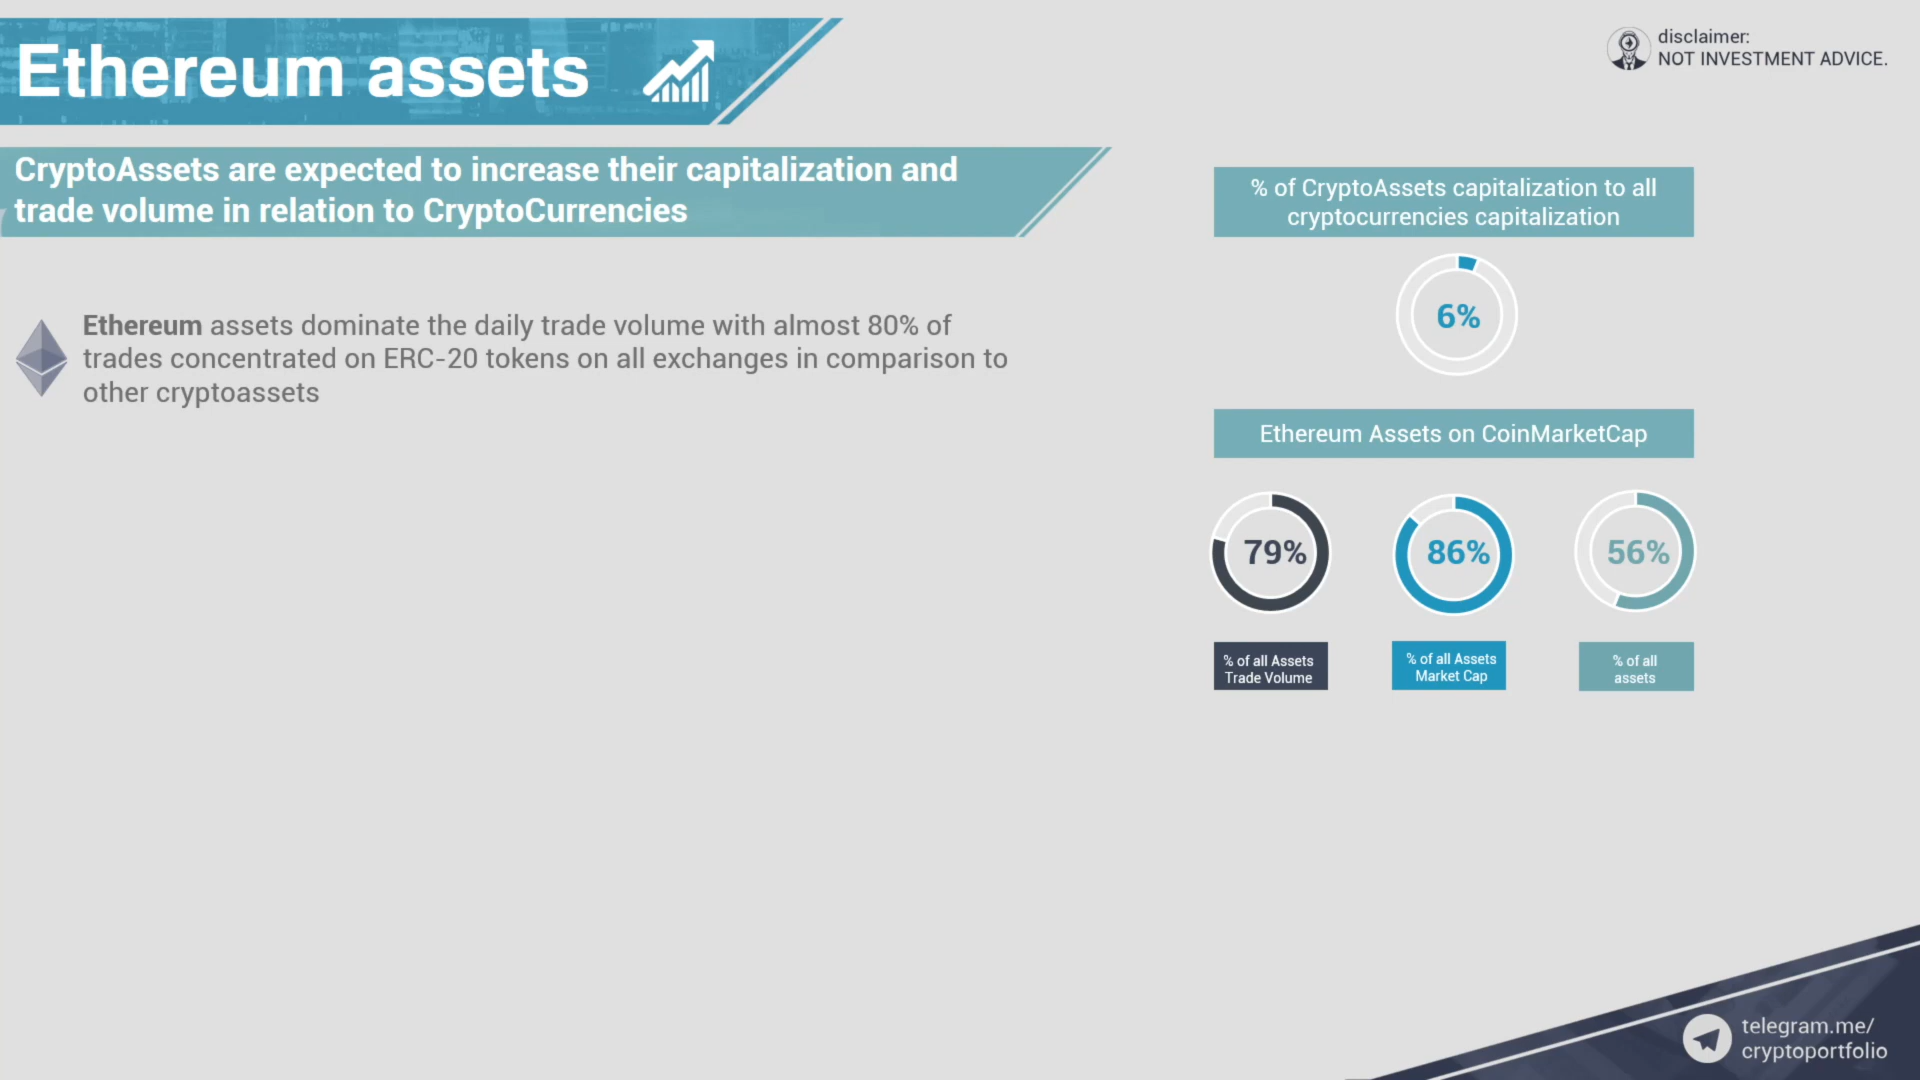 Ethereum assets
disclaimer:
NOT INVESTMENT ADVICE.
CryptoAssets are expected to increase their capitalization and
trade volume in relation to CryptoCurrencies
Ethereum assets dominate the daily trade volume with almost 80% of
trades concentrated on ERC-20 tokens on all exchanges in comparison to
other cryptoassets
% of CryptoAssets capitalization to all
cryptocurrencies capitalization
6%
Ethereum Assets on CoinMarketCap
79%
86%
56%
% of all Assets
Trade Volume
% of all Assets
Market Cap
% of all
assets
telegram.me/
cryptoportfolio